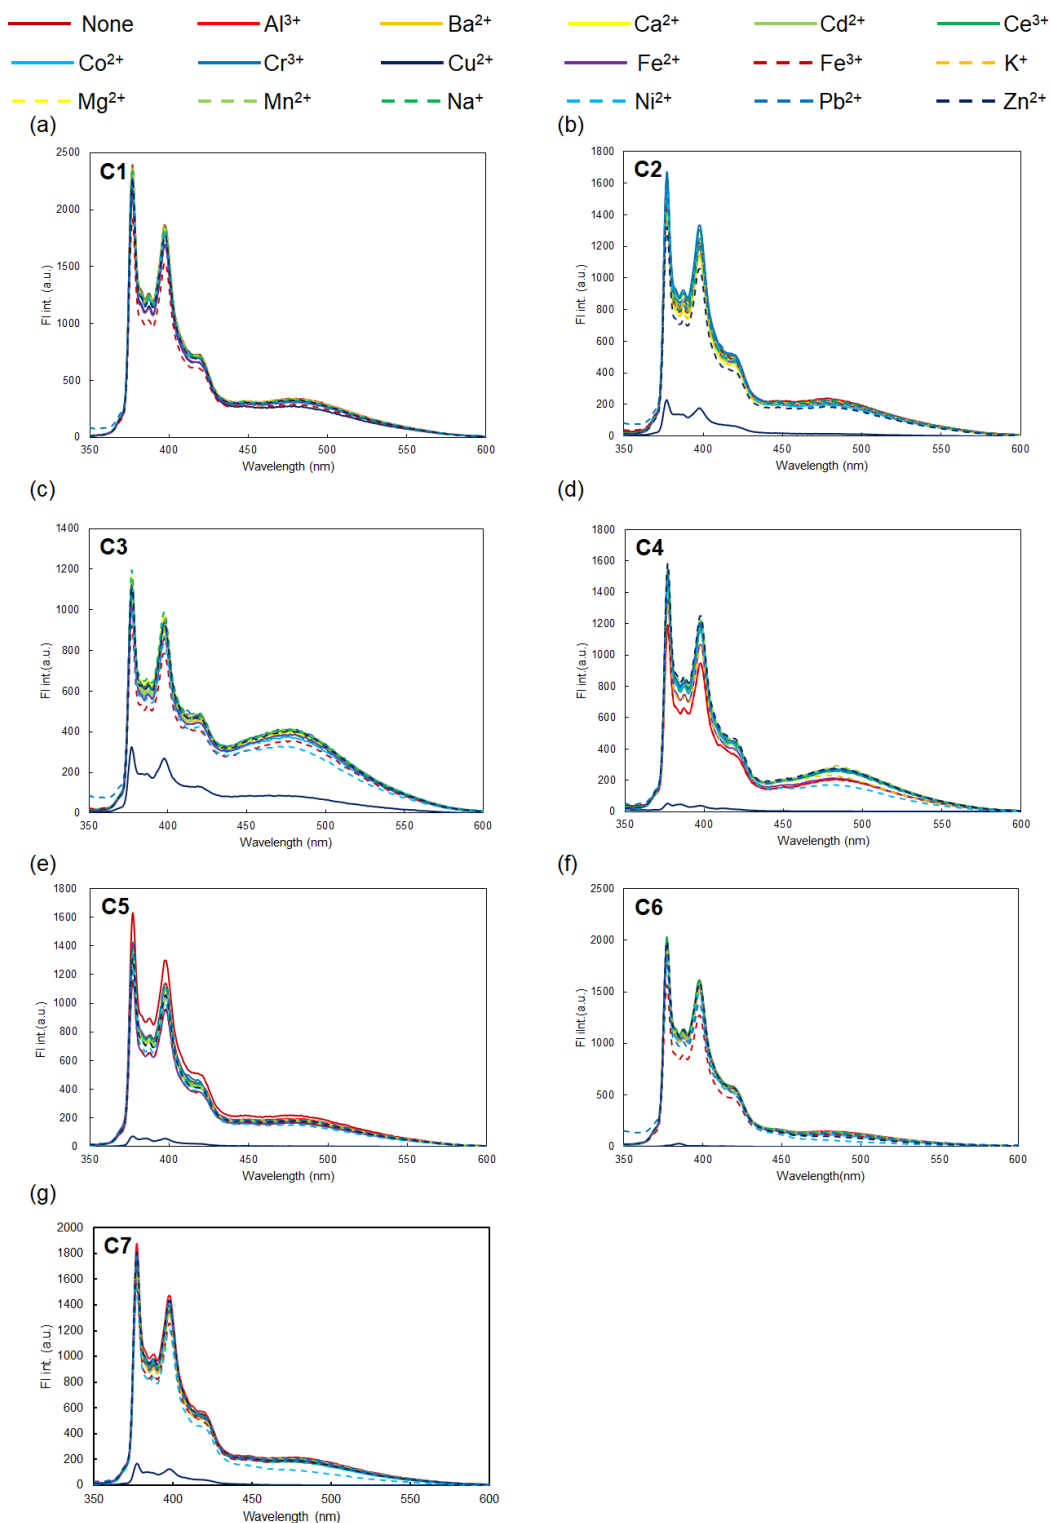 None Al³⁺ Ba²⁺ Ca²⁺ Cd²⁺ Ce³⁺
Co²⁺ Cr³⁺ Cu²⁺ Fe²⁺ Fe³⁺ K⁺
Mg²⁺ Mn²⁺ Na⁺ Ni²⁺ Pb²⁺ Zn²⁺
(a)
C1
2500
2000
1500
1000
500
0
Fl int. (a.u.)
350 400 450 500 550 600
Wavelength (nm)
(b)
C2
1800
1600
1400
1200
1000
800
600
400
200
0
Fl int. (a.u.)
350 400 450 500 550 600
Wavelength (nm)
(c)
C3
1400
1200
1000
800
600
400
200
0
Fl int.(a.u.)
350 400 450 500 550 600
Wavelength (nm)
(d)
C4
1800
1600
1400
1200
1000
800
600
400
200
0
Fl int.(a.u.)
350 400 450 500 550 600
Wavelength(nm)
(e)
C5
1800
1600
1400
1200
1000
800
600
400
200
0
Fl int.(a.u.)
350 400 450 500 550 600
Wavelength (nm)
(f)
C6
2500
2000
1500
1000
500
0
Fl iInt.(a.u.)
350 400 450 500 550 600
Wavelength(nm)
(g)
C7
2000
1800
1600
1400
1200
1000
800
600
400
200
0
Fl int. (a.u.)
350 400 450 500 550 600
Wavelength (nm)